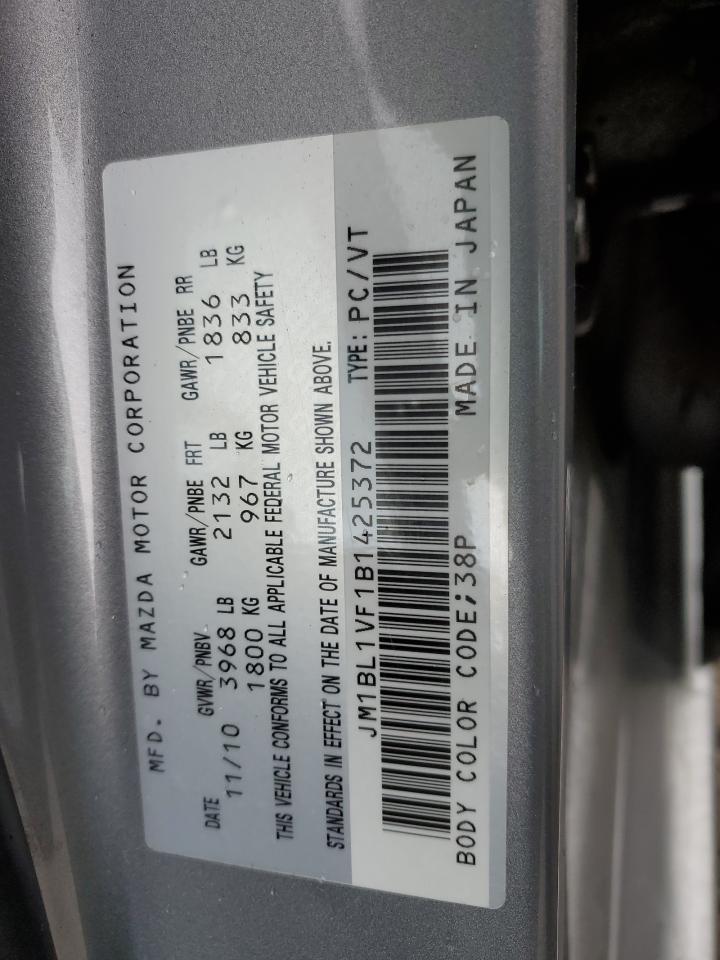 MFD. BY MAZDA MOTOR CORPORATION
DATE GVWR/PNBV GAWR/PNBE FRT GAWR/PNBE RR
11/10 3968 LB 2132 LB 1836 LB
1800 KG 967 KG 833 KG
THIS VEHICLE CONFORMS TO ALL APPLICABLE FEDERAL MOTOR VEHICLE SAFETY
STANDARDS IN EFFECT ON THE DATE OF MANUFACTURE SHOWN ABOVE.
JM1BL1VF1B1425372 TYPE: PC/VT
BODY COLOR CODE;38P MADE IN JAPAN